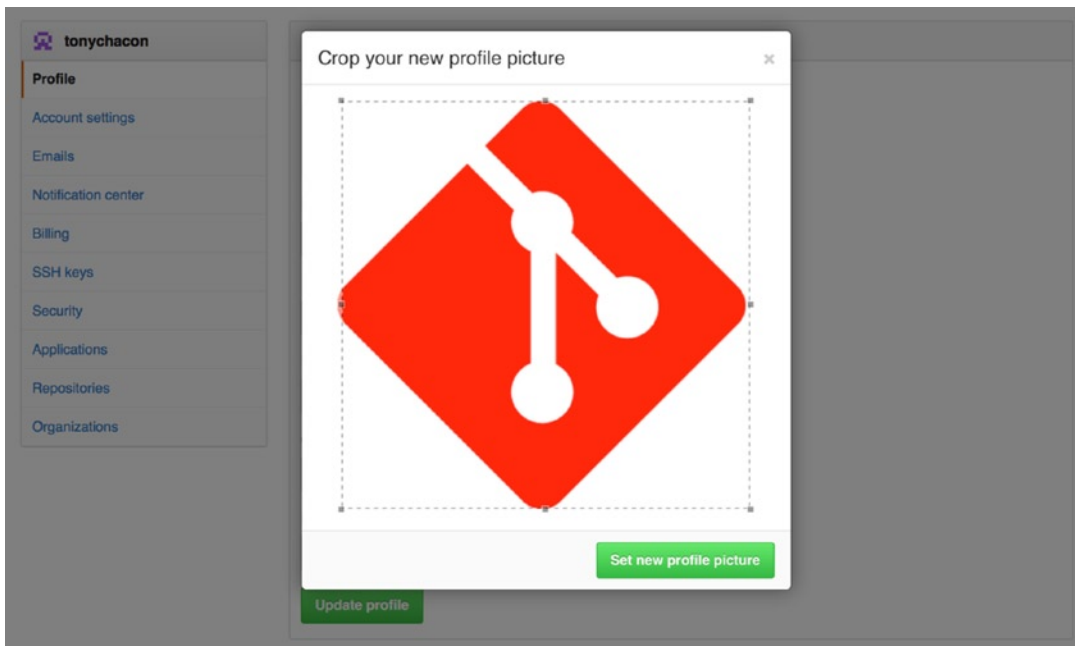 tonychacon
Profile
Account settings
Emails
Notification center
Billing
SSH keys
Security
Applications
Repositories
Organizations
Crop your new profile picture
×
Set new profile picture
Update profile